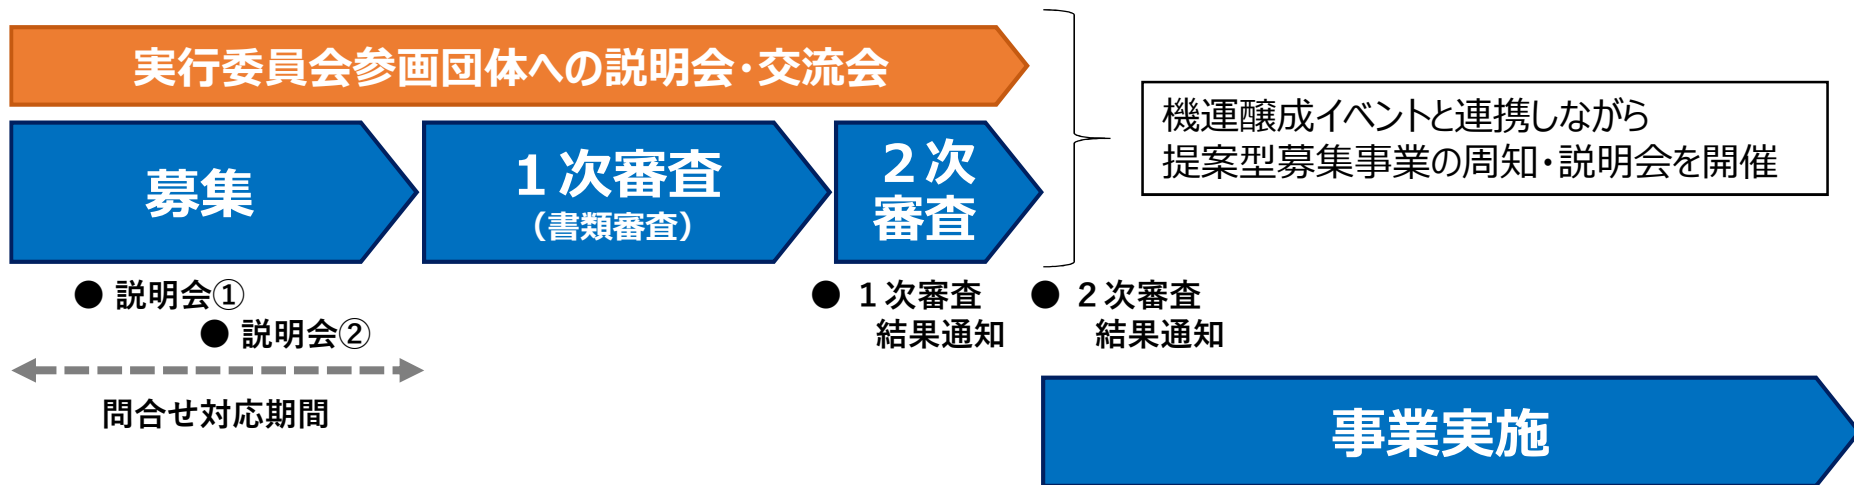 実行委員会参画団体への説明会・交流会
機運醸成イベントと連携しながら
提案型募集事業の周知・説明会を開催
募集
１次審査
（書類審査）
２次
審査
● 説明会①
● 説明会②
● １次審査
結果通知
● ２次審査
結果通知
問合せ対応期間
事業実施